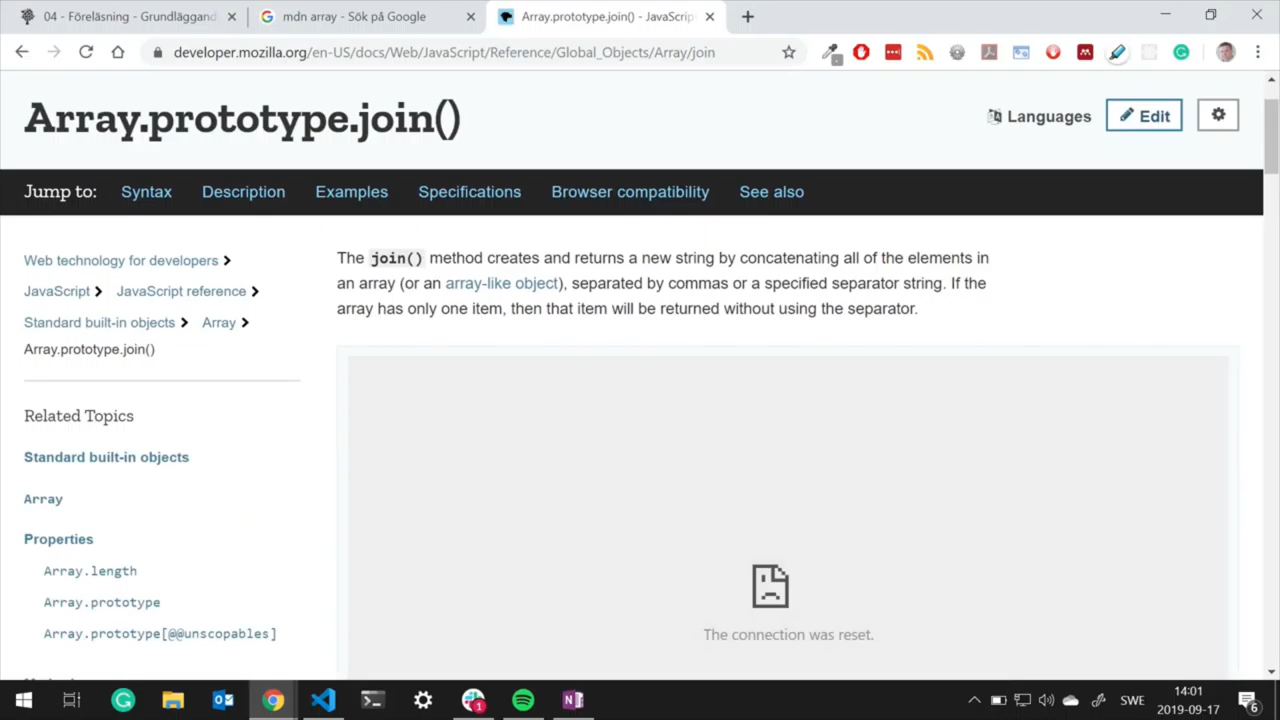 04 - Föreläsning - Grundläggand
mdn array - Sök på Google
Array.prototype.join() - JavaScrip
developer.mozilla.org/en-US/docs/Web/JavaScript/Reference/Global_Objects/Array/join
Array.prototype.join()
Languages
Edit
Jump to: Syntax Description Examples Specifications Browser compatibility See also
Web technology for developers
JavaScript JavaScript reference
Standard built-in objects Array
Array.prototype.join()
Related Topics
Standard built-in objects
Array
Properties
Array.length
Array.prototype
Array.prototype[@@unscopables]
The join() method creates and returns a new string by concatenating all of the elements in
an array (or an array-like object), separated by commas or a specified separator string. If the
array has only one item, then that item will be returned without using the separator.
The connection was reset.
1
SWE
14:01
2019-09-17
6